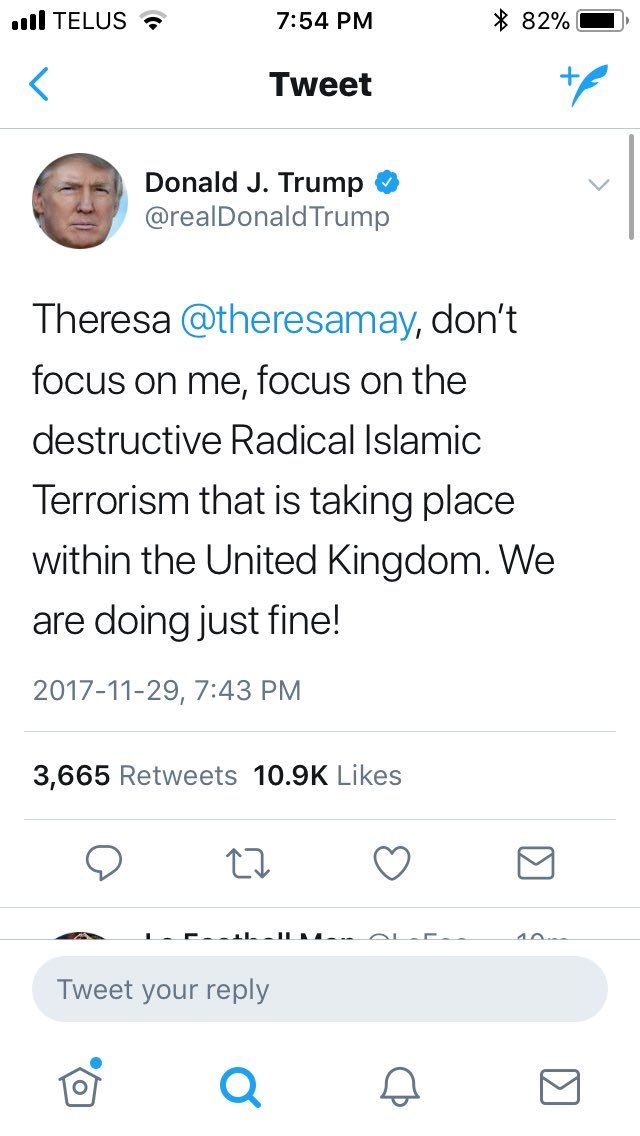 TELUS 7:54 PM 82%
Tweet
Donald J. Trump
@realDonaldTrump
Theresa @theresamay, don't
focus on me, focus on the
destructive Radical Islamic
Terrorism that is taking place
within the United Kingdom. We
are doing just fine!
2017-11-29, 7:43 PM
3,665 Retweets 10.9K Likes
Tweet your reply